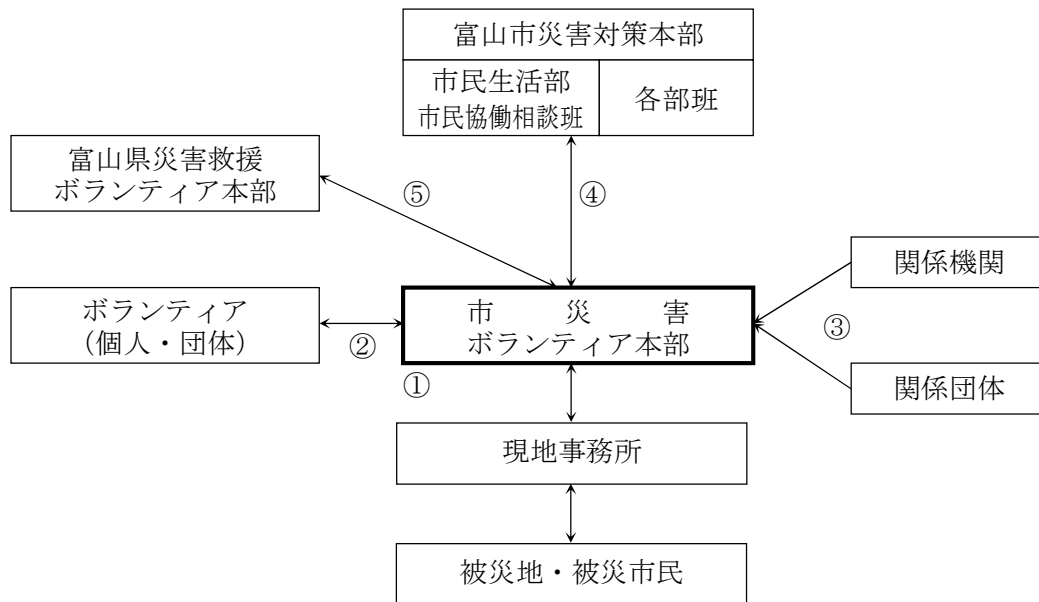 富山市災害対策本部
市民生活部
市民協働相談班
各部班
富山県災害救援
ボランティア本部
⑤
④
関係機関
ボランティア
（個人・団体）
②
市災害
ボランティア本部
③
①
関係団体
現地事務所
被災地・被災市民